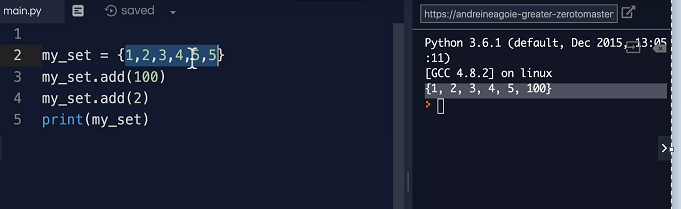 main.py
saved
https://andreineagoie-greater-zerotomaster
1
2 my_set = {1,2,3,4,5,5}
3 my_set.add(100)
4 my_set.add(2)
5 print(my_set)
Python 3.6.1 (default, Dec 2015, 13:05
:11)
[GCC 4.8.2] on linux
{1, 2, 3, 4, 5, 100}